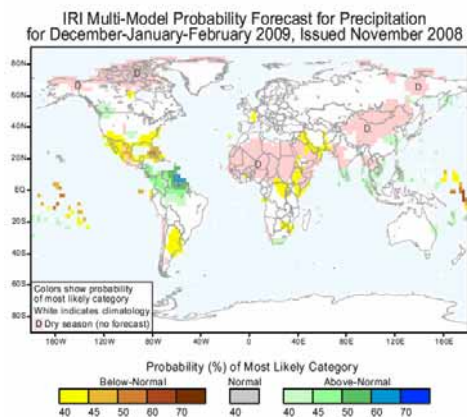 IRI Multi-Model Probability Forecast for Precipitation
for December-January-February 2009, Issued November 2008
80N
60N
40N
20N
EQ
20S
40S
60S
80S
D
D
D
D
D
Colors show probability
of most likely category
White indicates climatology
D Dry season (no forecast)
160W 120W 80W 40W 0 40E 80E 120E 160E
Probability (%) of Most Likely Category
Below-Normal Normal Above-Normal
40 45 50 60 70 40 40 45 50 60 70